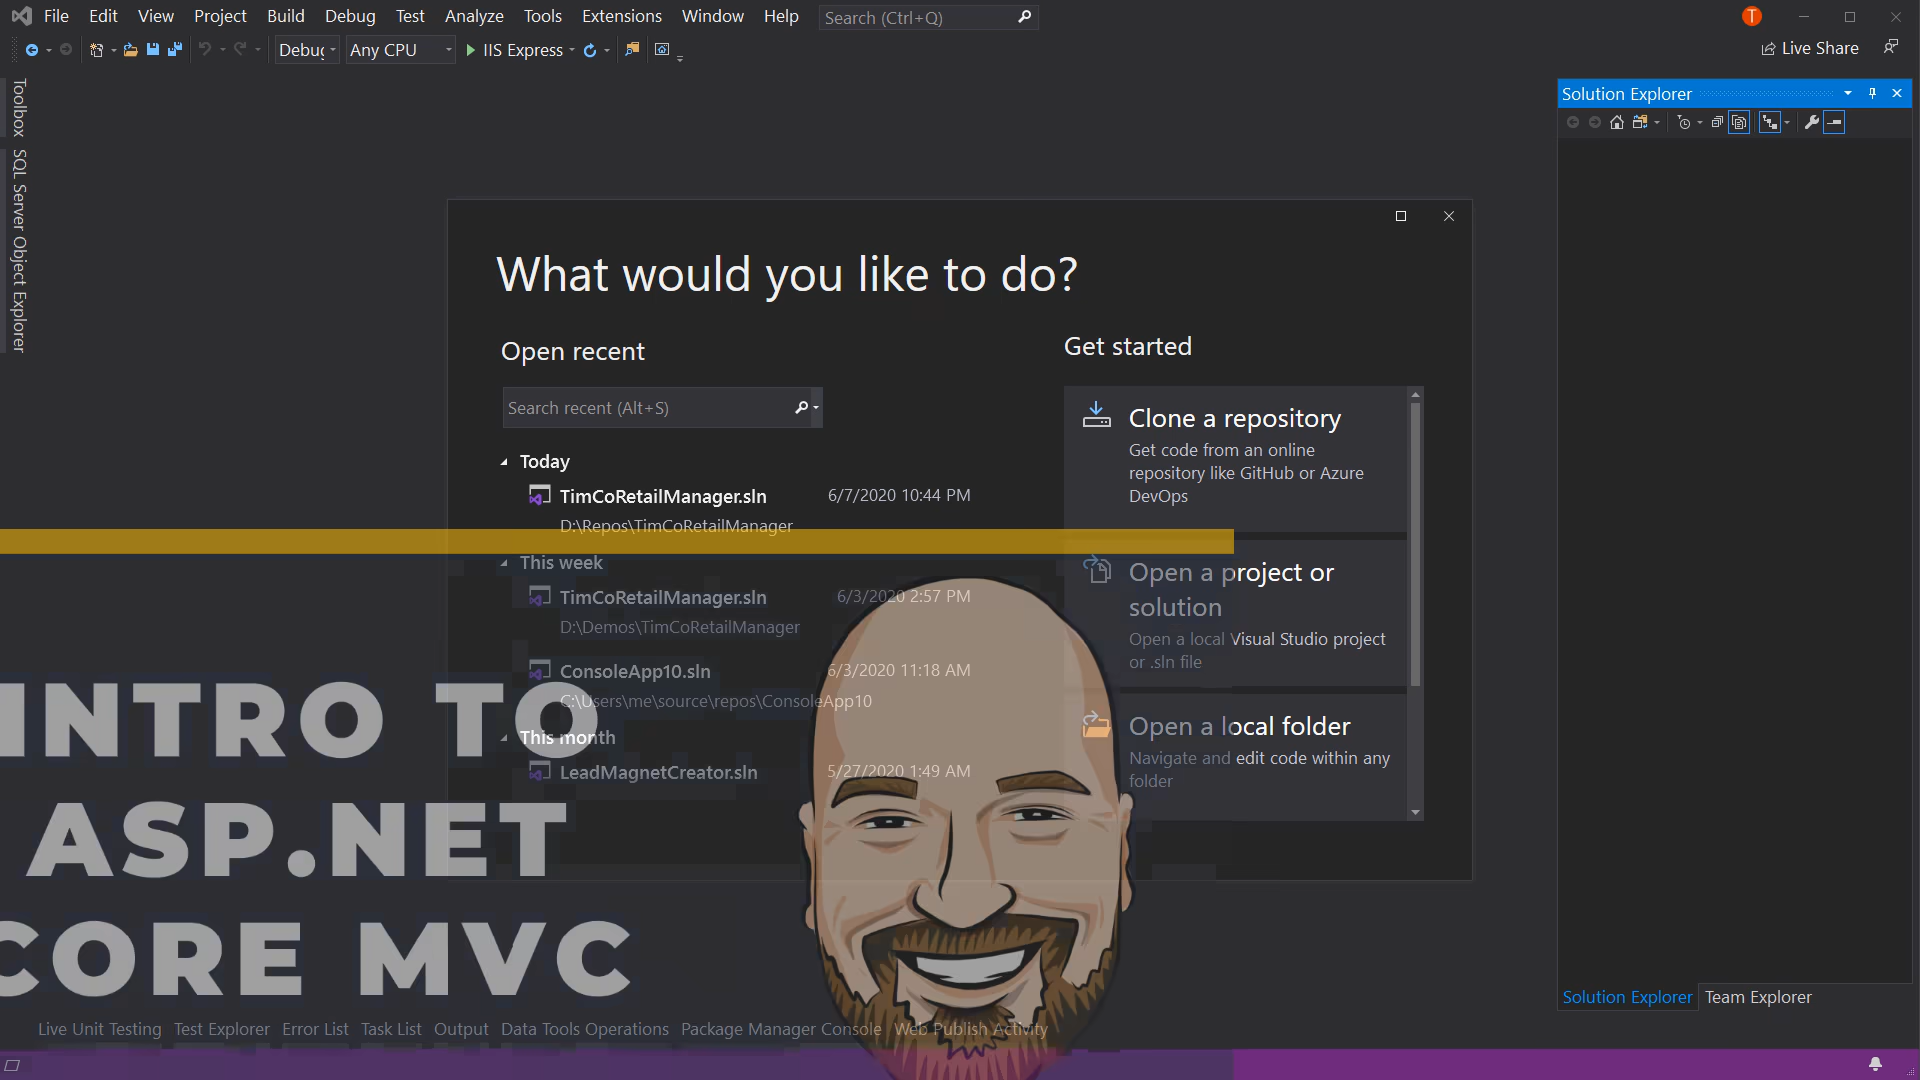 File Edit View Project Build Debug Test Analyze Tools Extensions Window Help Search (Ctrl+Q)
T
Debug Any CPU IIS Express
Live Share
Toolbox
SQL Server Object Explorer
Solution Explorer
What would you like to do?
Open recent
Search recent (Alt+S)
Today
TimCoRetailManager.sln 6/7/2020 10:44 PM
D:\Repos\TimCoRetailManager
This week
TimCoRetailManager.sln 6/3/2020 2:57 PM
D:\Demos\TimCoRetailManager
ConsoleApp10.sln 6/3/2020 11:18 AM
C:\Users\me\source\repos\ConsoleApp10
This month
LeadMagnetCreator.sln 5/27/2020 1:49 AM
Get started
Clone a repository
Get code from an online
repository like GitHub or Azure
DevOps
Open a project or
solution
Open a local Visual Studio project
or .sln file
Open a local folder
Navigate and edit code within any
folder
INTRO TO
ASP.NET
CORE MVC
Solution Explorer Team Explorer
Live Unit Testing Test Explorer Error List Task List Output Data Tools Operations Package Manager Console Web Publish Activity